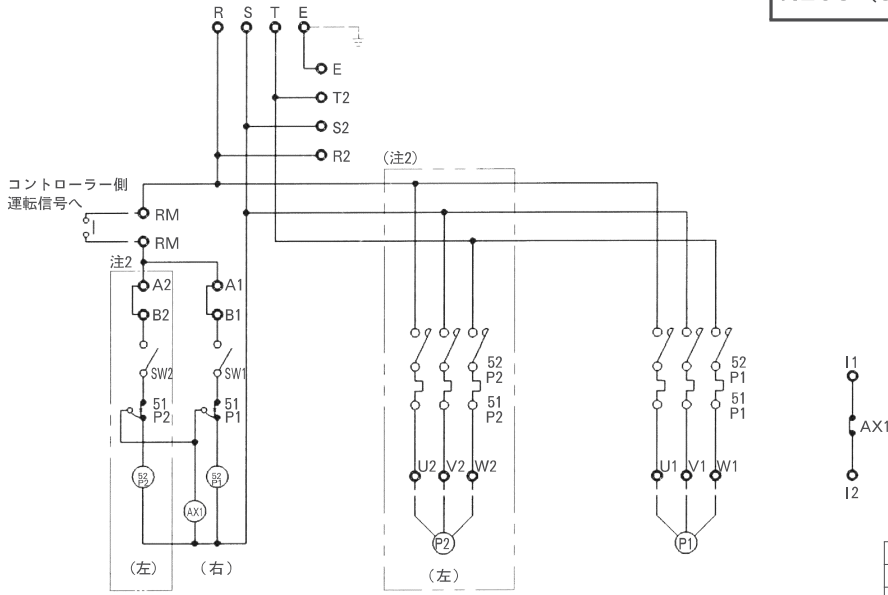 R S T E
E
T2
S2
R2
(注2)
コントローラー側
運転信号へ
RM
RM
注2
A2 A1
B2 B1
SW2 SW1
51 51
P2 P1
52 52
P2 P1
AX1
(左) (右)
52
P2
51
P2
U2 V2 W2
P2
(左)
52
P1
51
P1
U1 V1 W1
P1
I1
AX1
I2